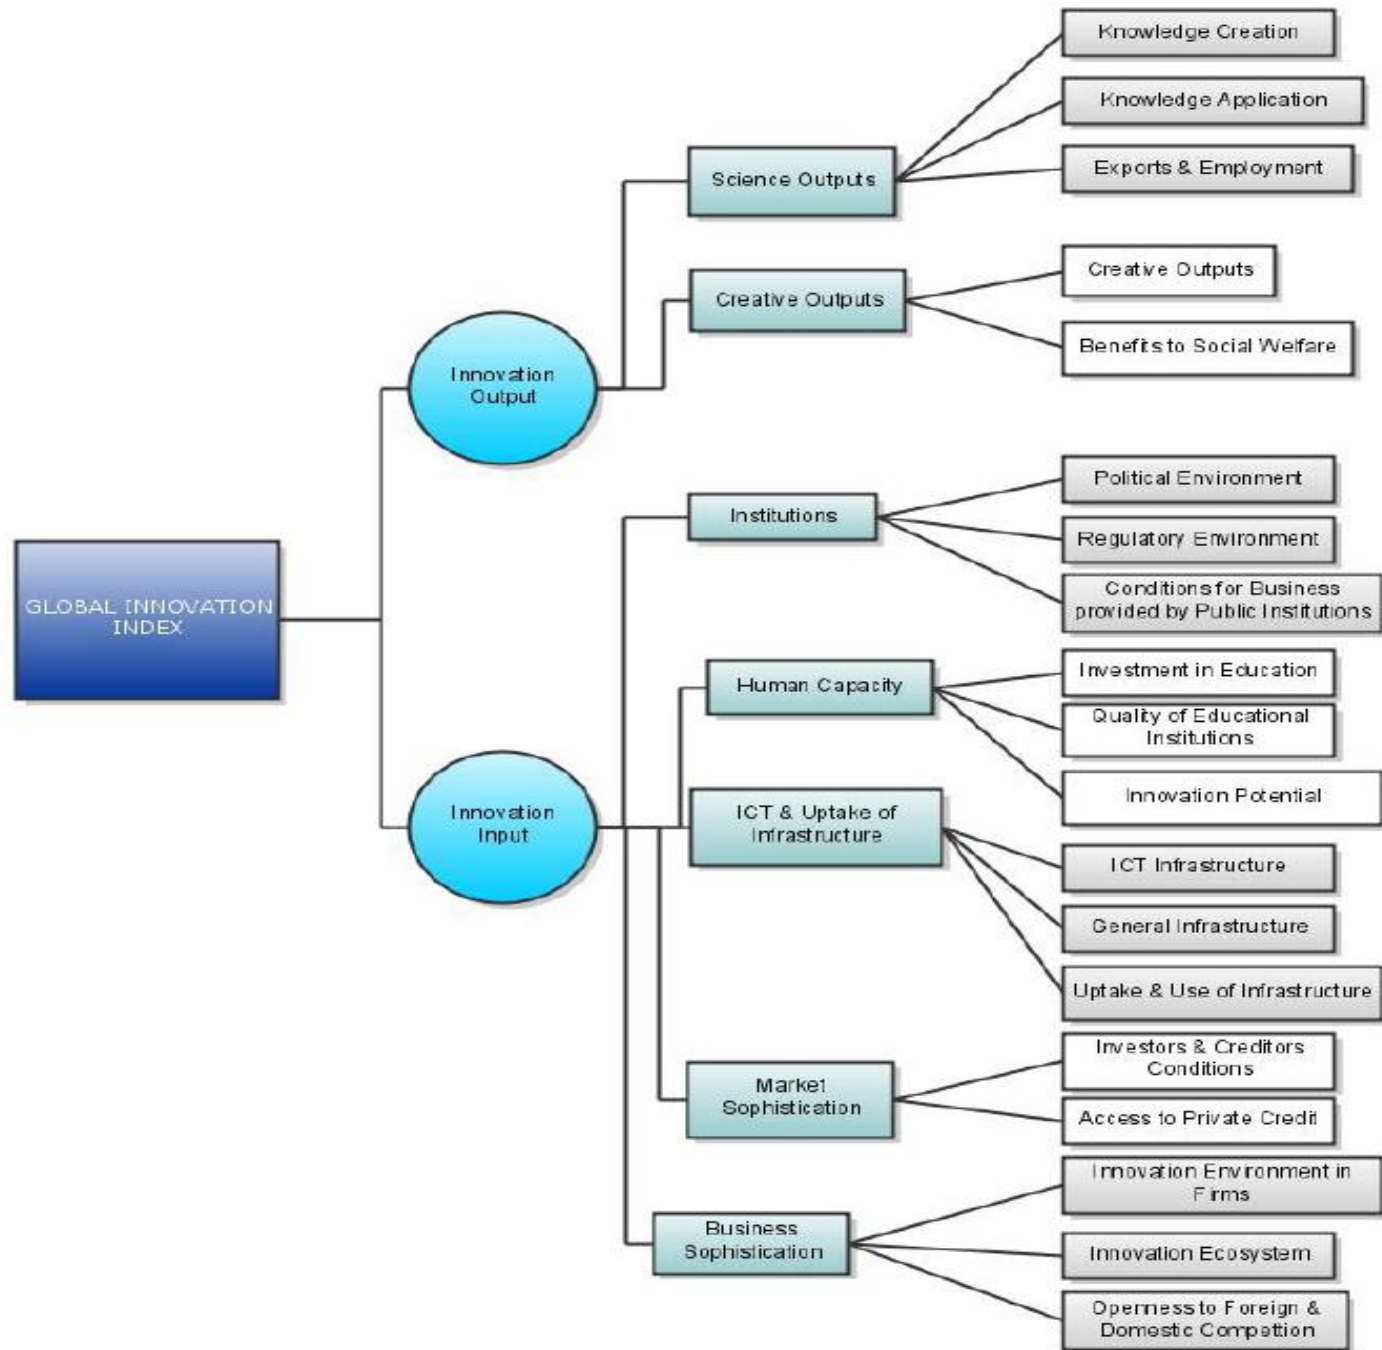 Knowledge Creation
Knowledge Application
Science Outputs
Exports & Employment
Creative Outputs
Creative Outputs
Benefits to Social Welfare
Innovation
Output
Political Environment
Institutions
Regulatory Environment
Conditions for Business
provided by Public Institutions
GLOBAL INNOVATION
INDEX
Human Capacity
Investment in Education
Quality of Educational
Institutions
Innovation Potential
Innovation
Input
ICT & Uptake of
Infrastructure
ICT Infrastructure
General Infrastructure
Uptake & Use of Infrastructure
Market
Sophistication
Investors & Creditors
Conditions
Access to Private Credit
Business
Sophistication
Innovation Environment in
Firms
Innovation Ecosystem
Openness to Foreign &
Domestic Compettion